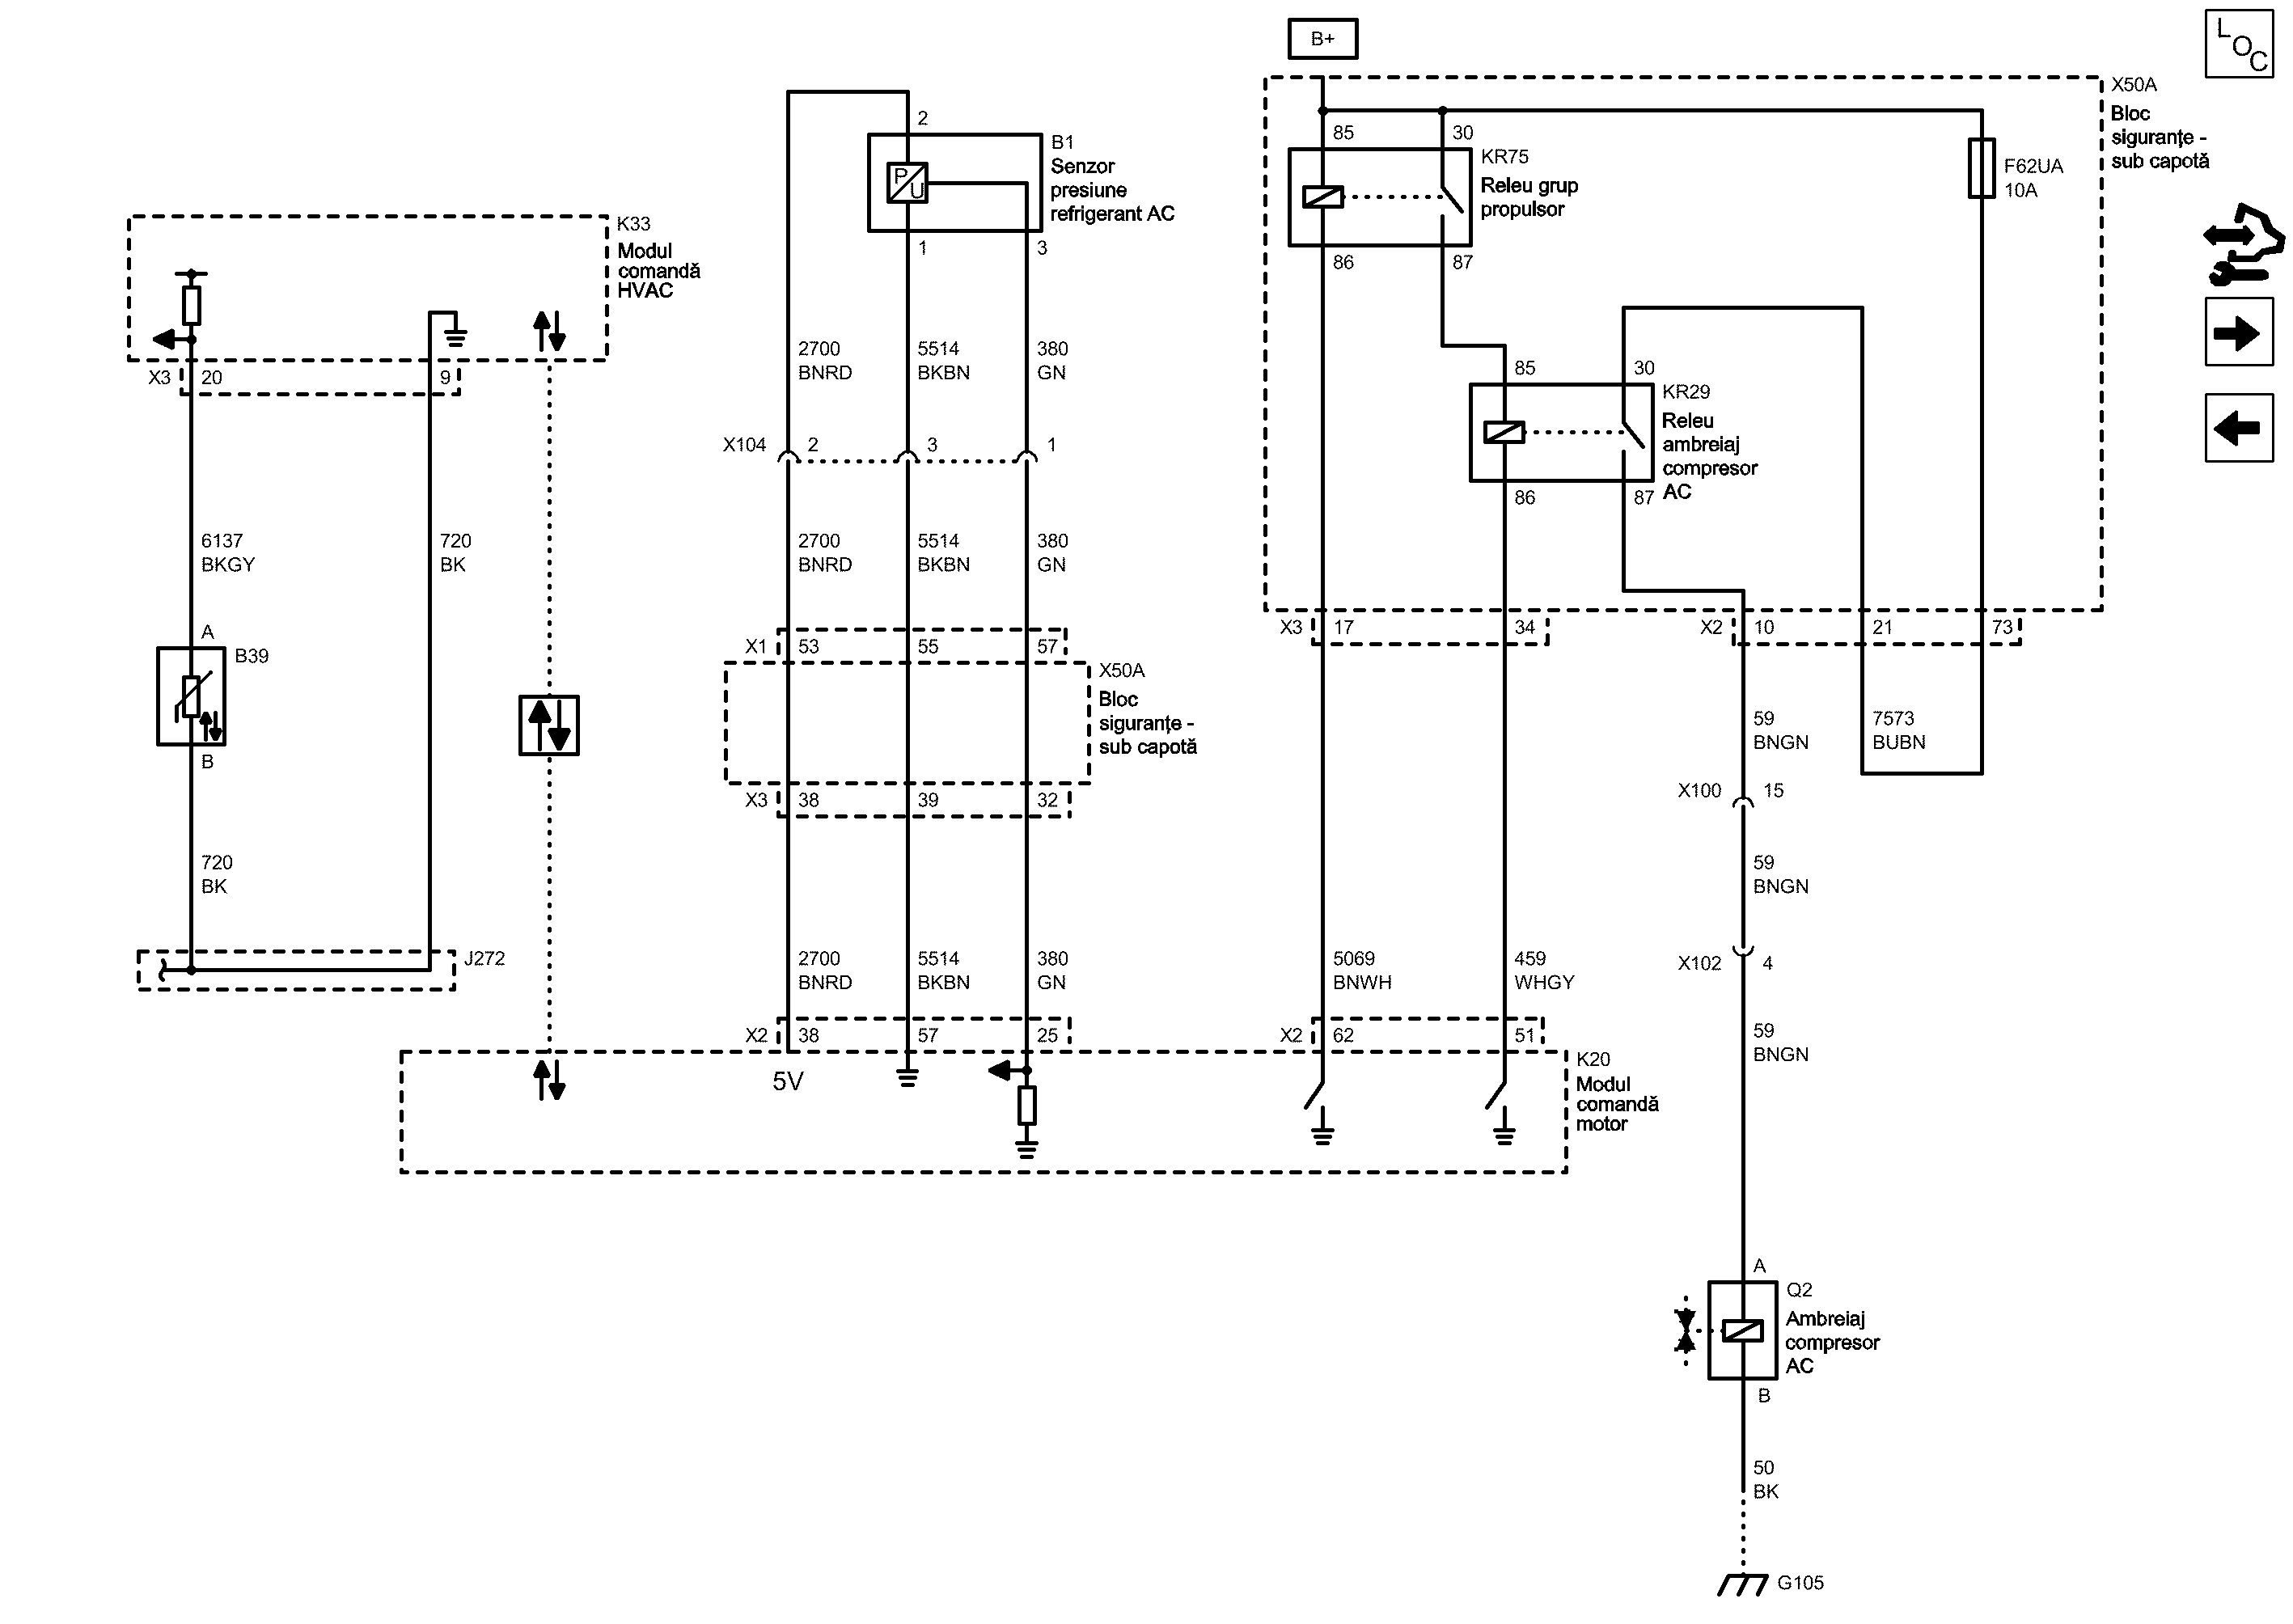 B+
L
O
C
X50A
Bloc
siguranțe -
sub capotă
2
B1
Senzor
presiune
refrigerant AC
P
U
1
3
85
30
KR75
Releu grup
propulsor
86
87
F62UA
10A
K33
Modul
comandă
HVAC
X3
20
9
2700
BNRD
5514
BKBN
380
GN
85
30
KR29
Releu
ambreiaj
compresor
AC
86
87
X104
2
3
1
6137
BKGY
720
BK
2700
BNRD
5514
BKBN
380
GN
A
B39
B
X1
53
55
57
X50A
Bloc
siguranțe -
sub capotă
X3
38
39
32
X3
17
34
X2
10
21
73
59
BNGN
7573
BUBN
X100
15
720
BK
59
BNGN
J272
2700
BNRD
5514
BKBN
380
GN
5069
BNWH
459
WHGY
X102
4
X2
38
57
25
X2
62
51
5V
K20
Modul
comandă
motor
59
BNGN
A
Q2
Ambreiaj
compresor
AC
B
50
BK
G105